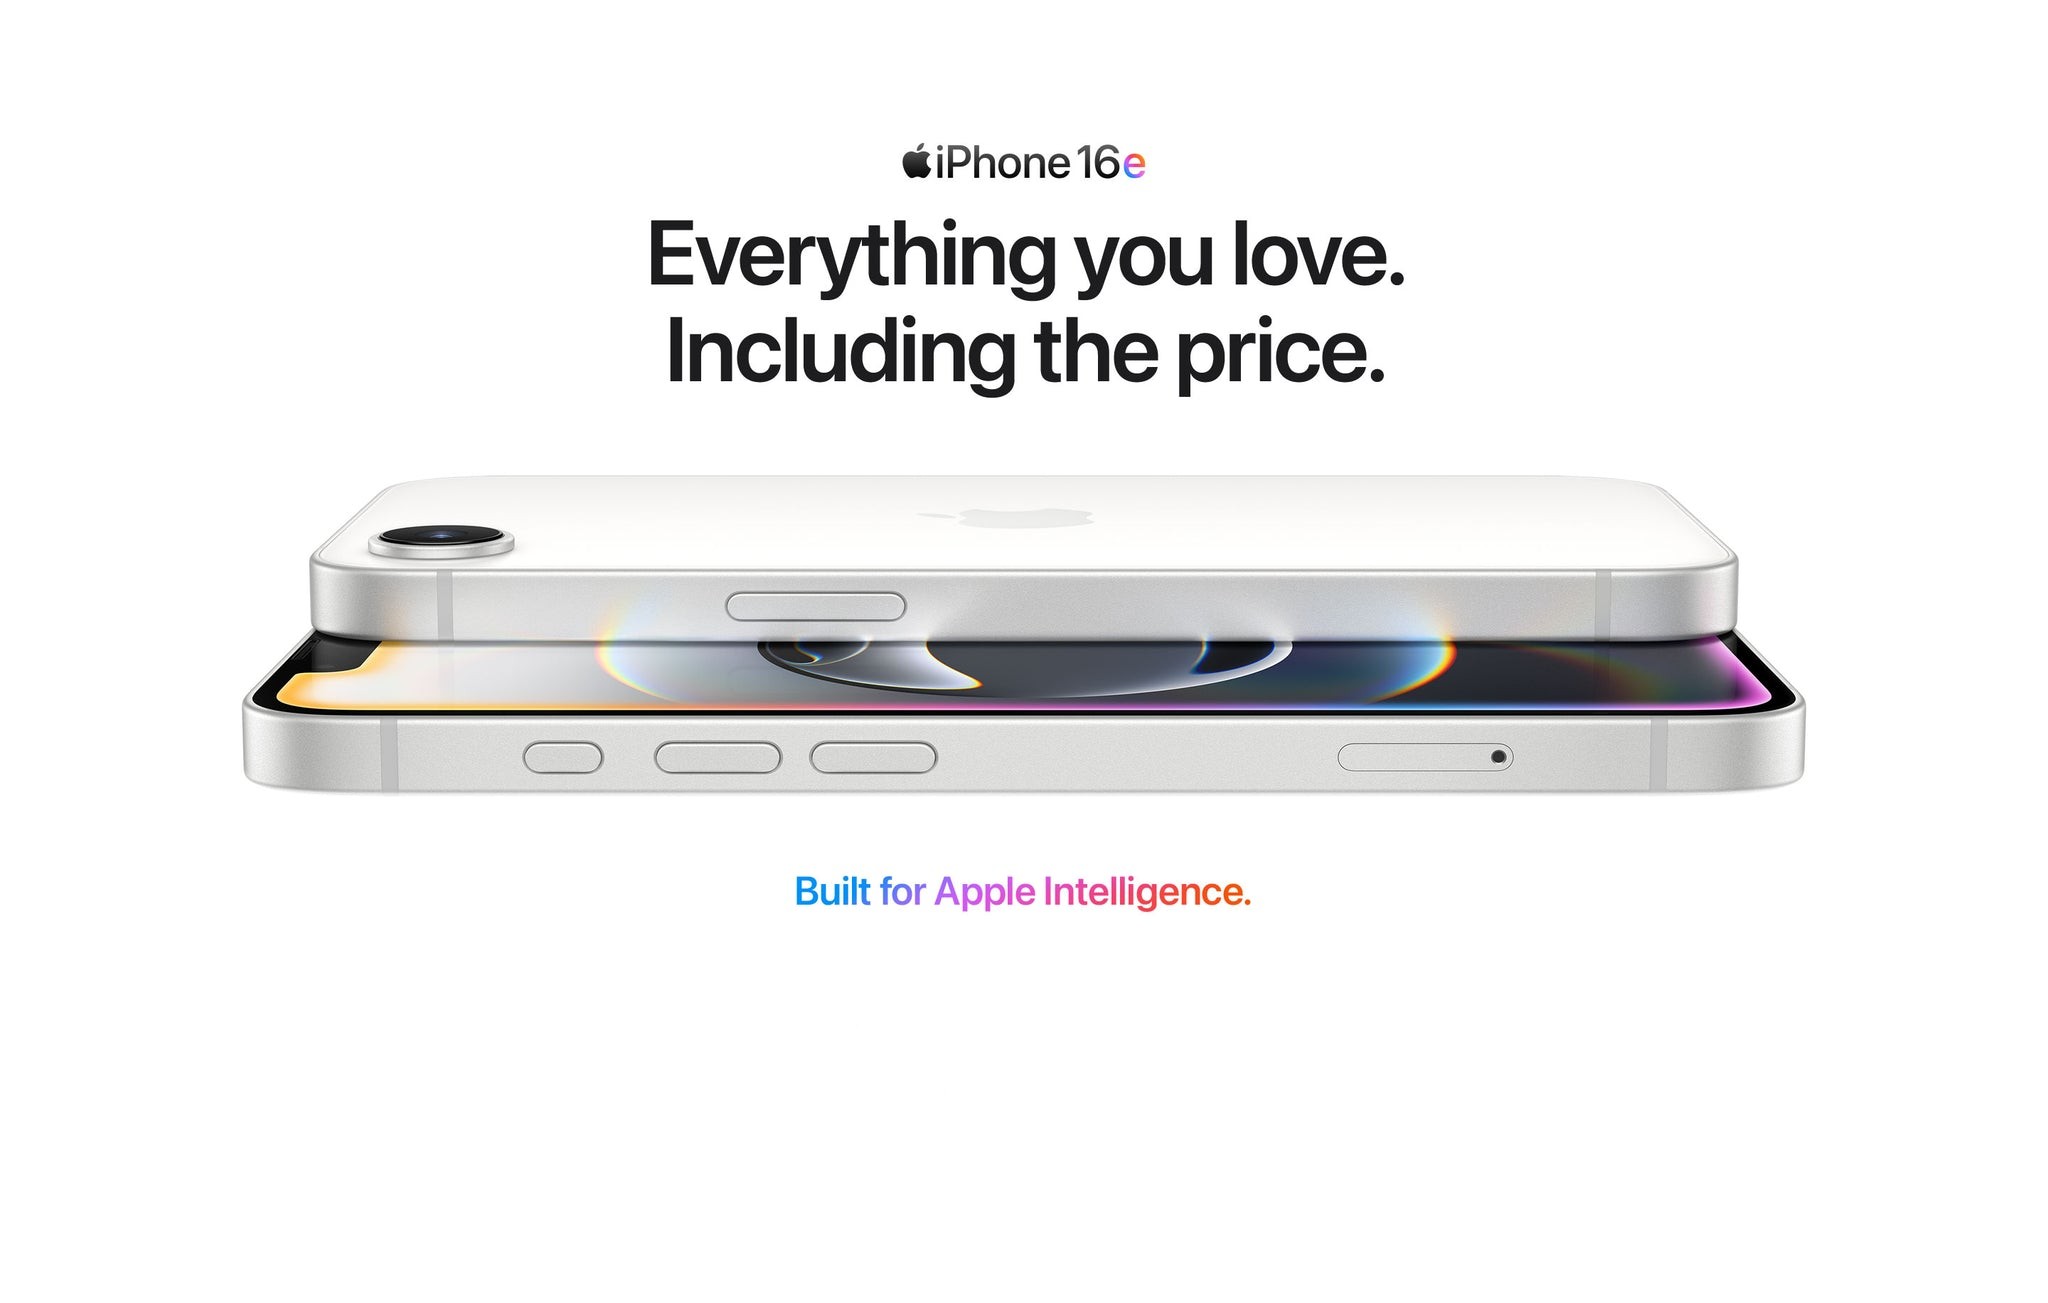 iPhone 16e
Everything you love.
Including the price.
Built for Apple Intelligence.